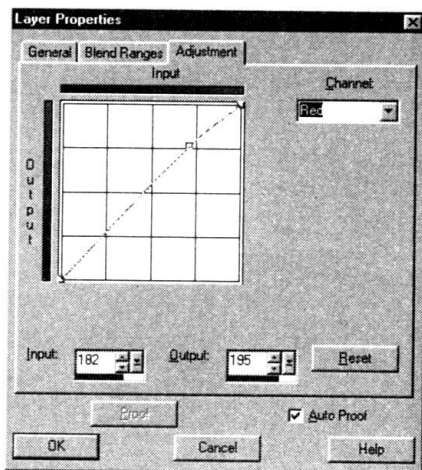 Layer Properties
General Blend Ranges Adjustment
Input
Channel:
Red
Output
Input: 182 Output: 195 Reset
Proof Auto Proof
OK Cancel Help